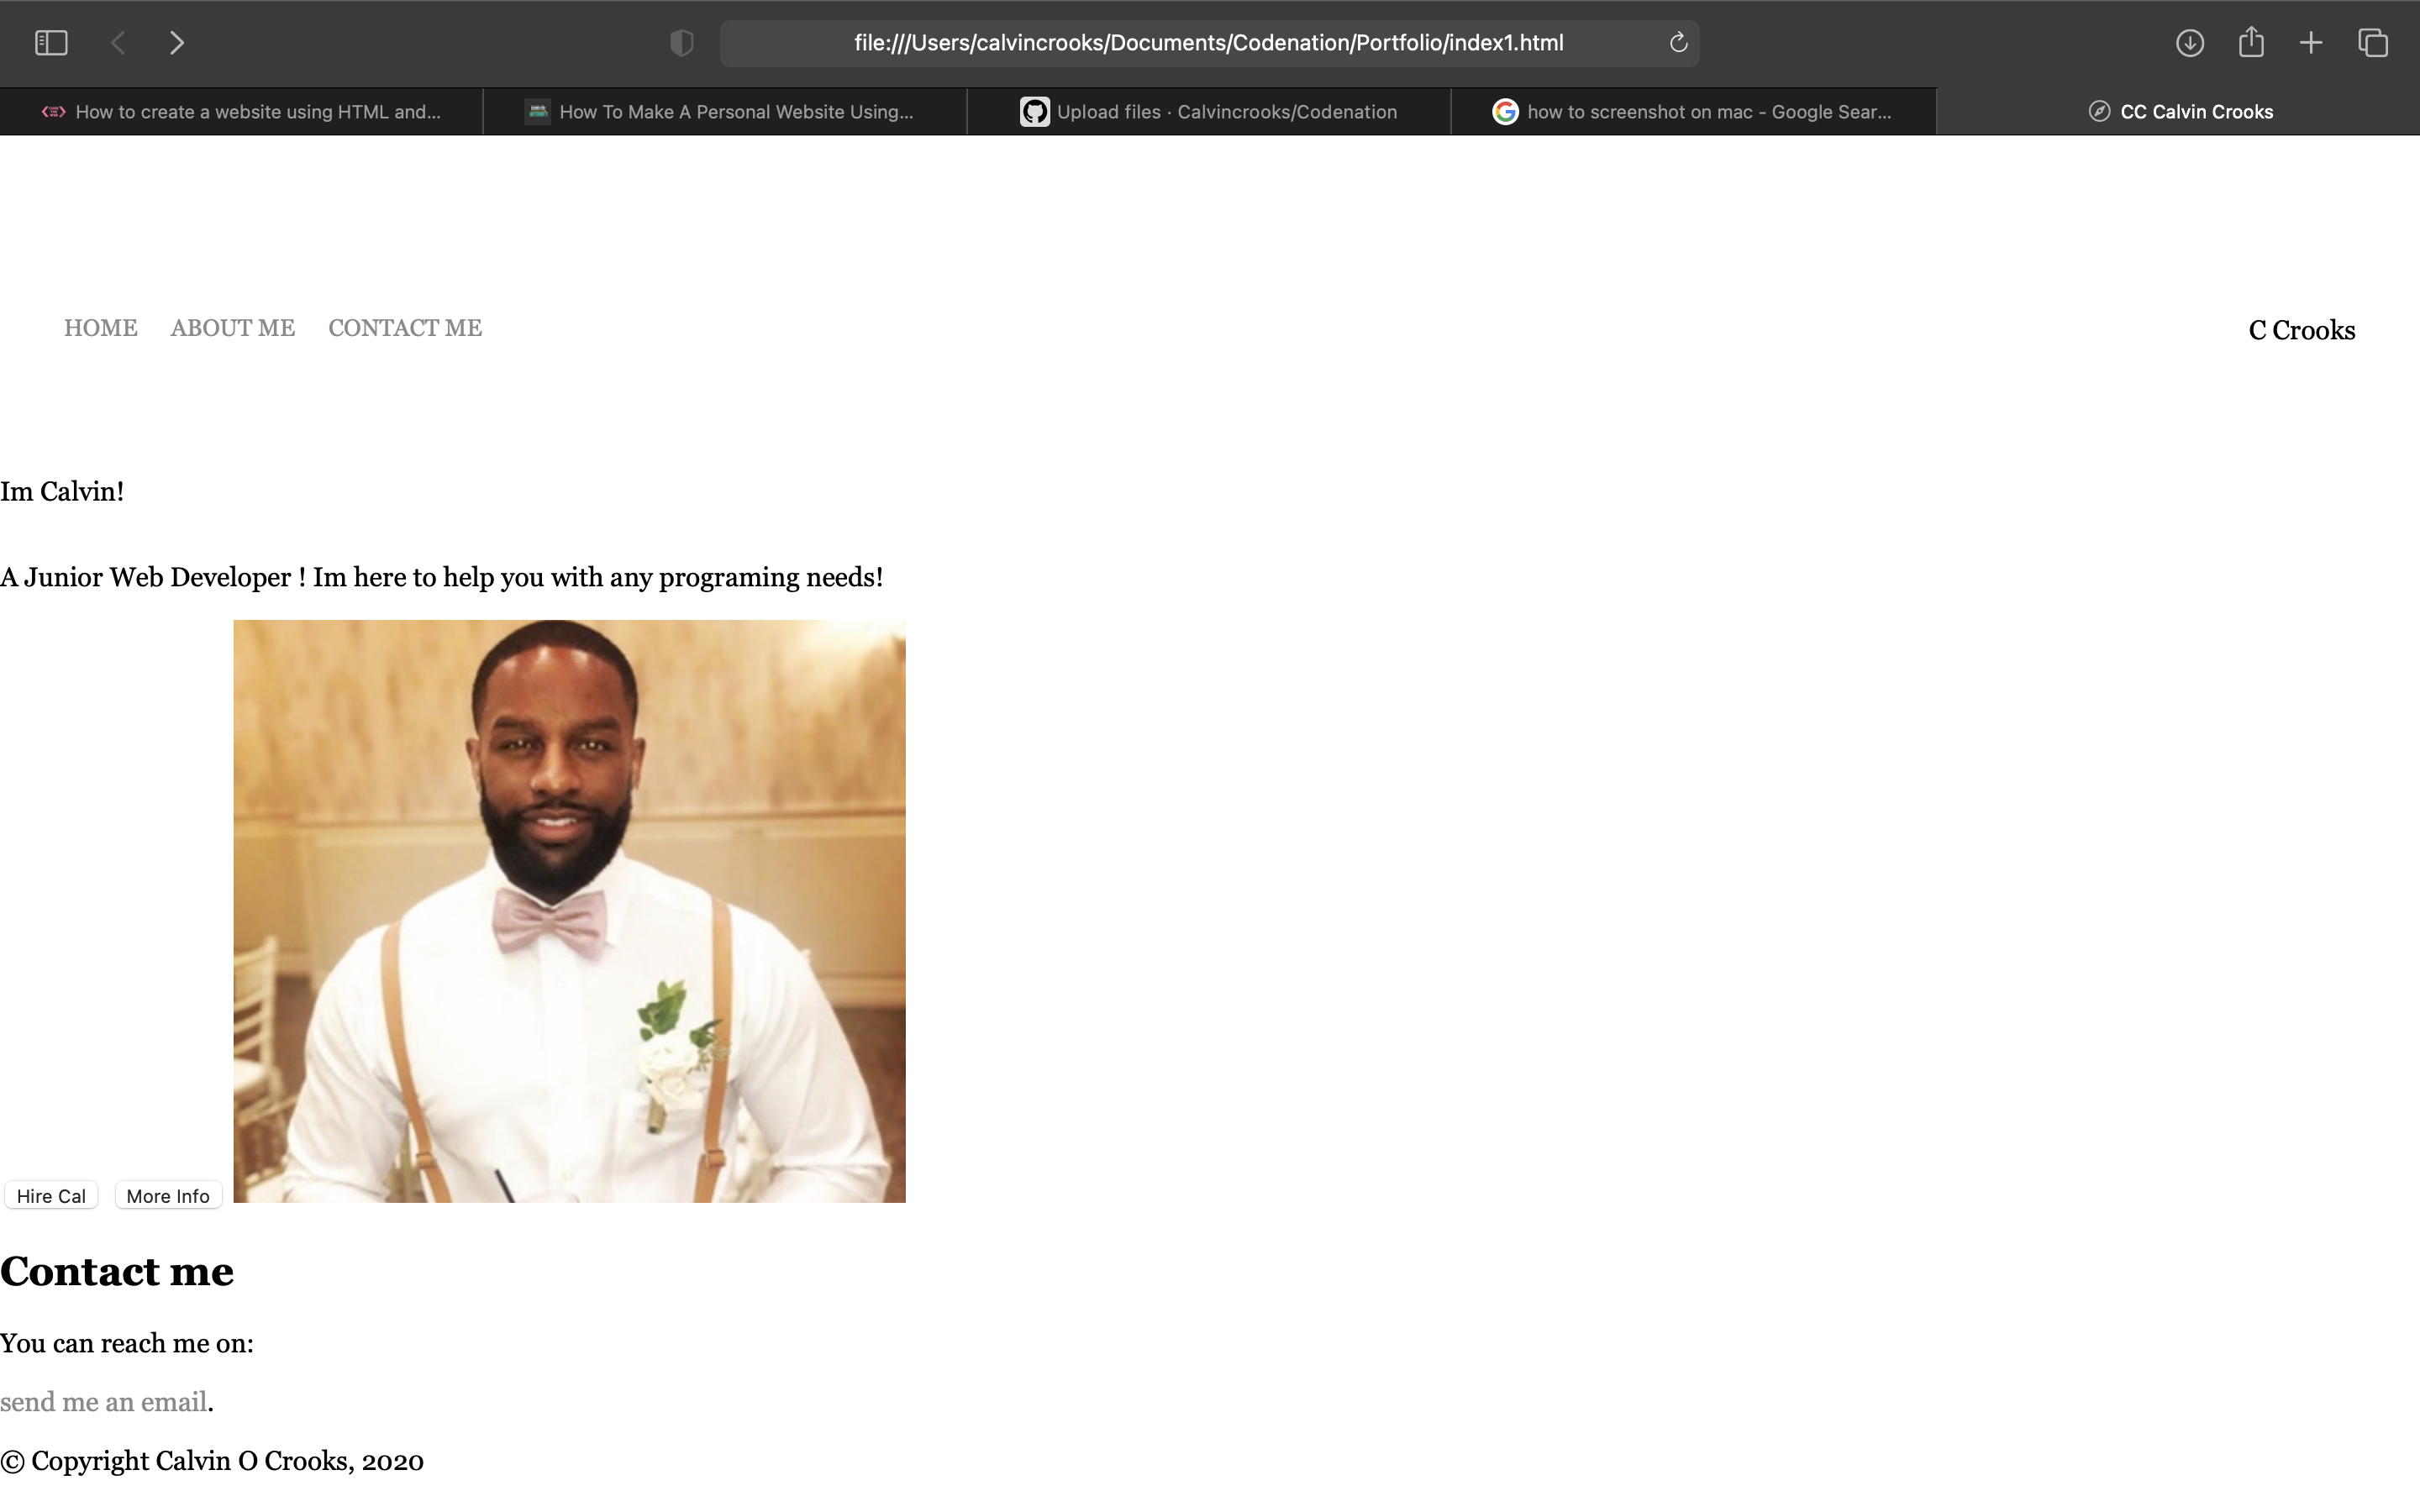 file:///Users/calvincrooks/Documents/Codenation/Portfolio/index1.html
How to create a website using HTML and...
How To Make A Personal Website Using...
Upload files · Calvincrooks/Codenation
how to screenshot on mac - Google Sear...
CC Calvin Crooks
HOME ABOUT ME CONTACT ME
C Crooks
Im Calvin!
A Junior Web Developer ! Im here to help you with any programing needs!
Hire Cal More Info
Contact me
You can reach me on:
send me an email.
© Copyright Calvin O Crooks, 2020